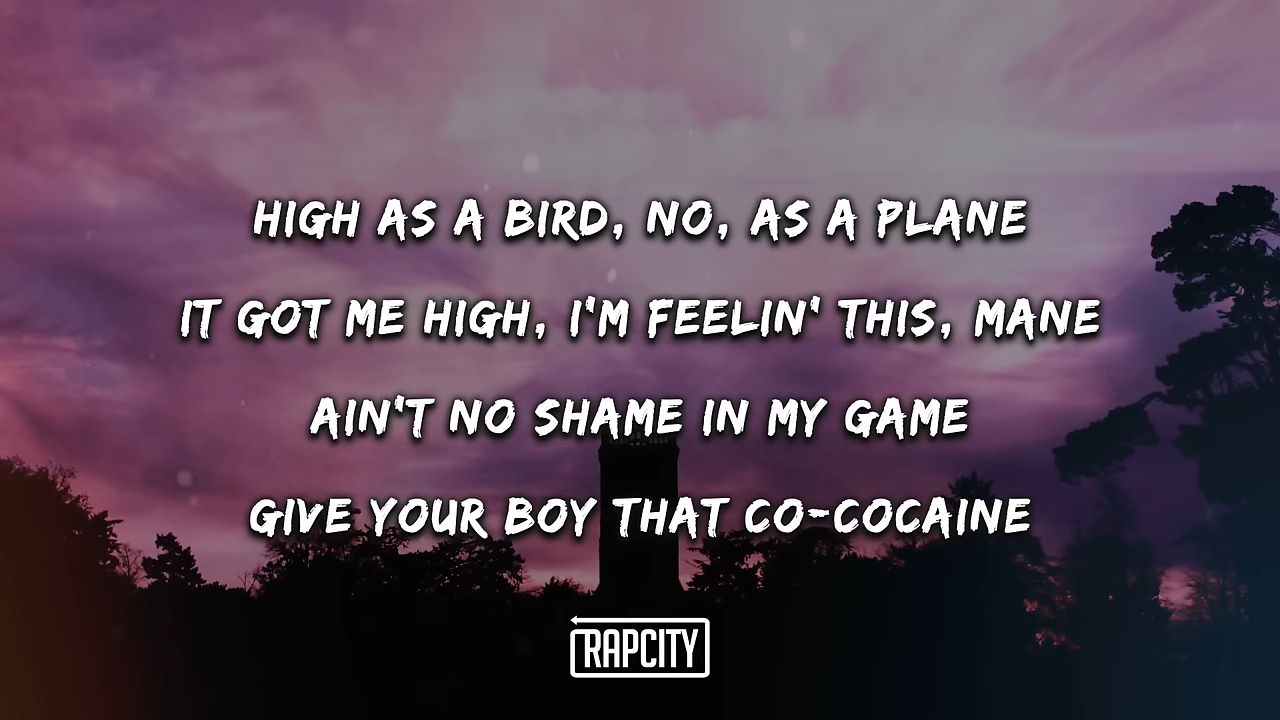 HIGH AS A BIRD, NO, AS A PLANE
IT GOT ME HIGH, I'M FEELIN' THIS, MANE
AIN'T NO SHAME IN MY GAME
GIVE YOUR BOY THAT CO-COCAINE
RAPCITY